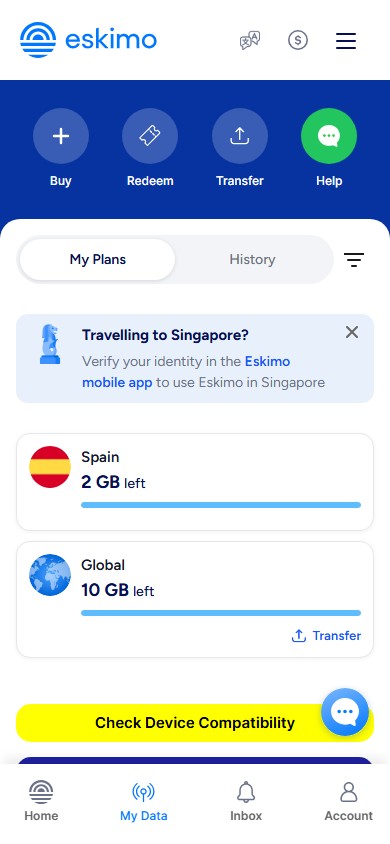 eskimo
Buy
Redeem
Transfer
Help
My Plans
History
Travelling to Singapore?
Verify your identity in the Eskimo
mobile app to use Eskimo in Singapore
Spain
2 GB left
Global
10 GB left
Transfer
Check Device Compatibility
Home
My Data
Inbox
Account